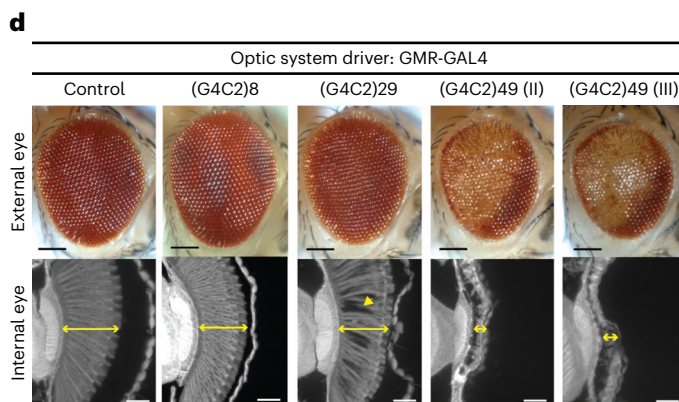 d
Optic system driver: GMR-GAL4
Control (G4C2)8 (G4C2)29 (G4C2)49 (II) (G4C2)49 (III)
External eye
Internal eye